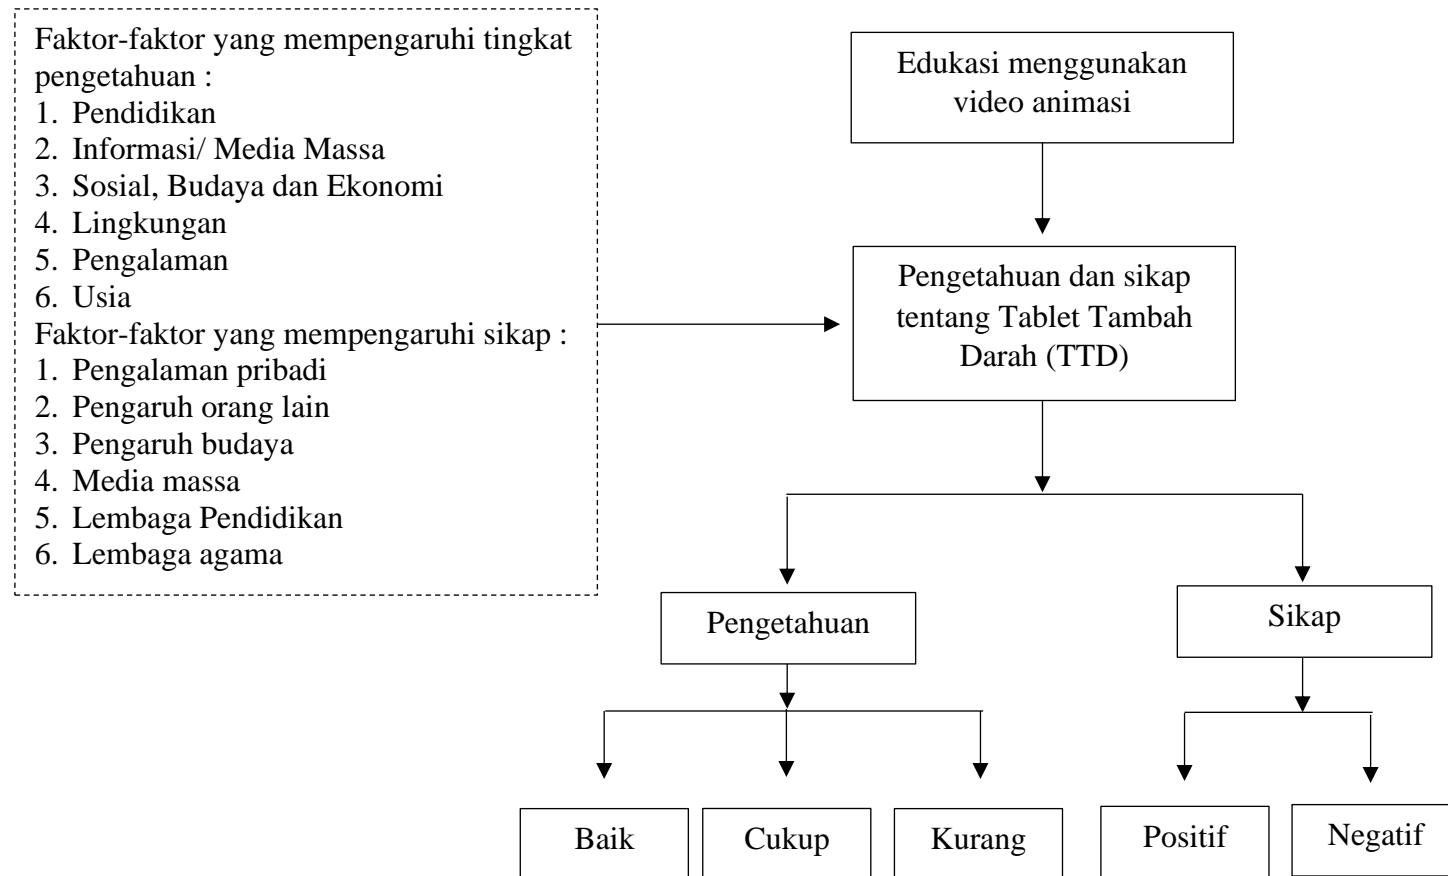 Faktor-faktor yang mempengaruhi tingkat
pengetahuan :
1. Pendidikan
2. Informasi/ Media Massa
3. Sosial, Budaya dan Ekonomi
4. Lingkungan
5. Pengalaman
6. Usia
Faktor-faktor yang mempengaruhi sikap :
1. Pengalaman pribadi
2. Pengaruh orang lain
3. Pengaruh budaya
4. Media massa
5. Lembaga Pendidikan
6. Lembaga agama
Edukasi menggunakan
video animasi
Pengetahuan dan sikap
tentang Tablet Tambah
Darah (TTD)
Pengetahuan
Sikap
Baik
Cukup
Kurang
Positif
Negatif